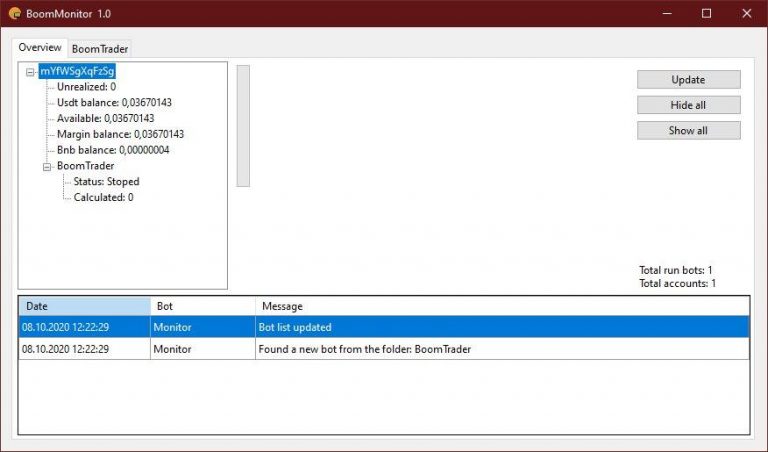 BoomMonitor 1.0
Overview BoomTrader
mYfWSgXqFzSg
Unrealized: 0
Usdt balance: 0,03670143
Available: 0,03670143
Margin balance: 0,03670143
Bnb balance: 0,00000004
BoomTrader
Status: Stoped
Calculated: 0
Update
Hide all
Show all
Total run bots: 1
Total accounts: 1
Date Bot Message
08.10.2020 12:22:29 Monitor Bot list updated
08.10.2020 12:22:29 Monitor Found a new bot from the folder: BoomTrader